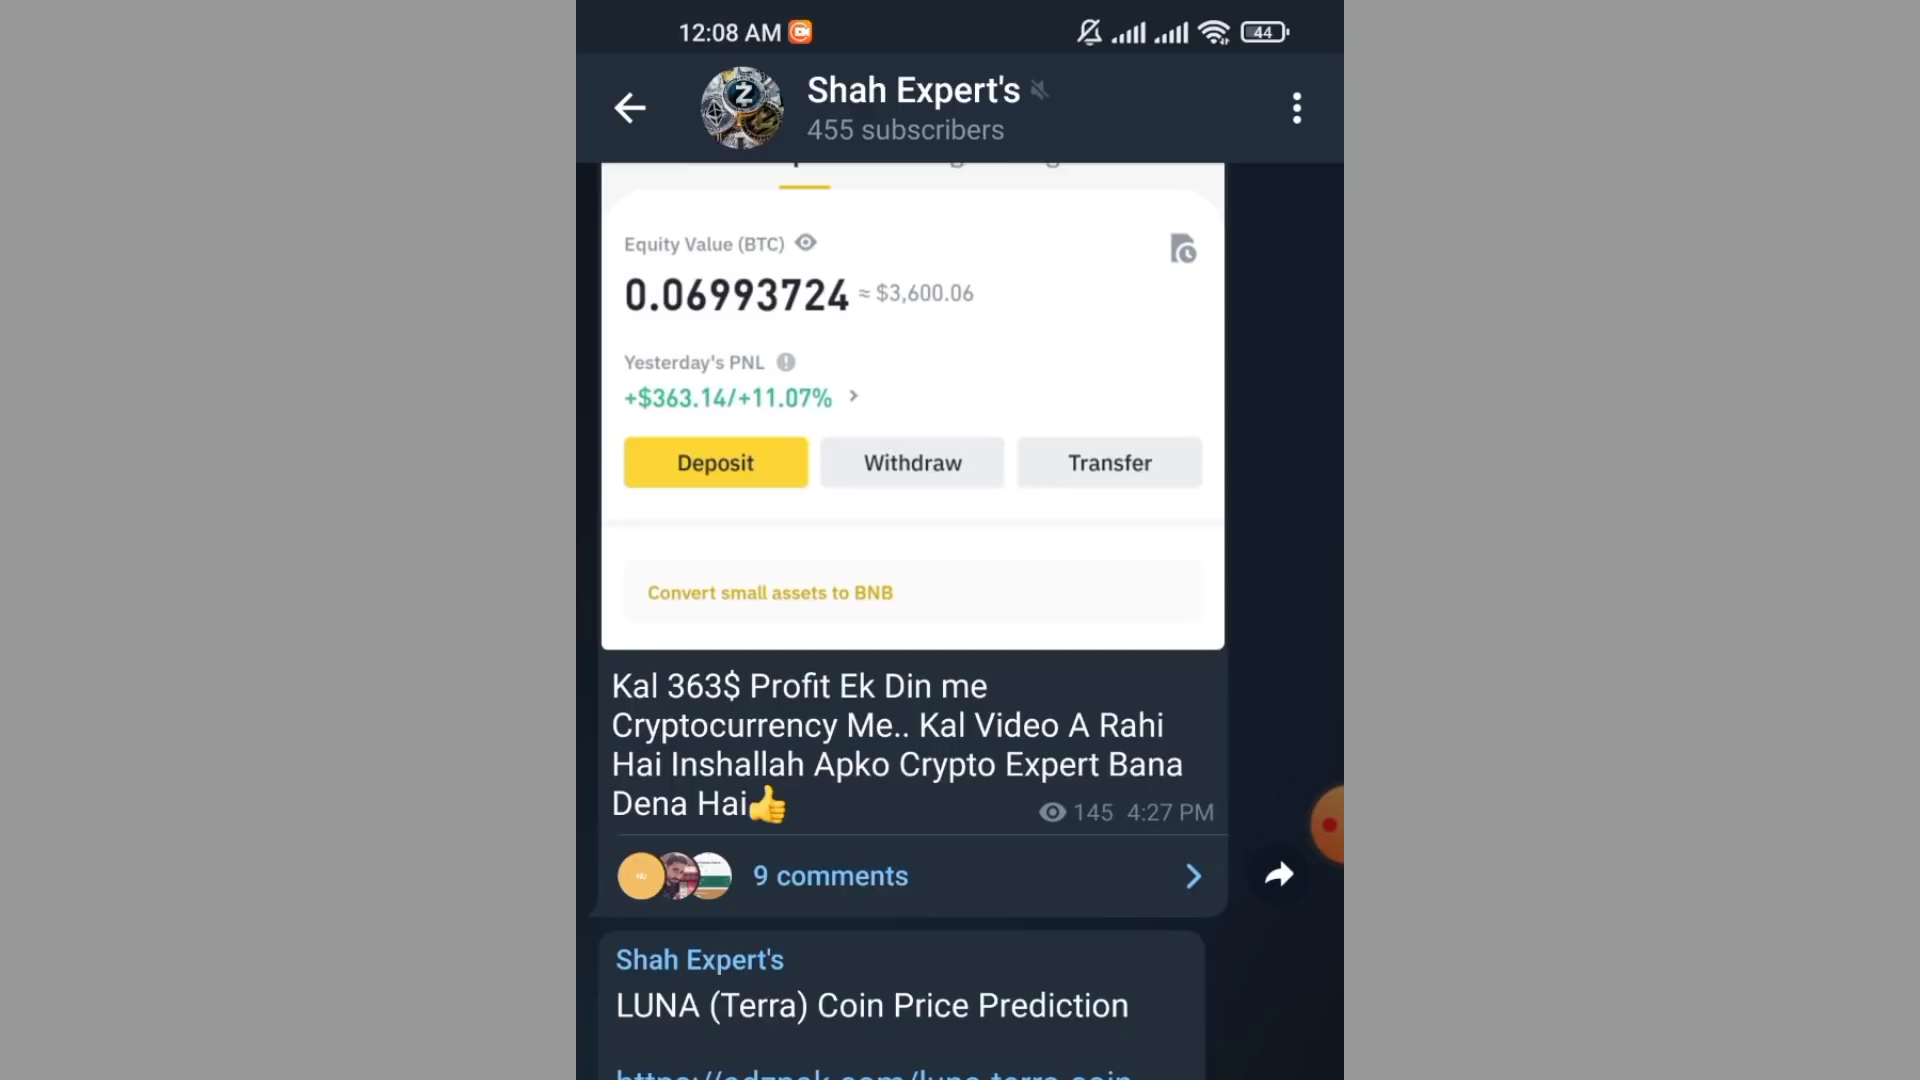 12:08 AM
44
Shah Expert's
455 subscribers
Equity Value (BTC)
0.06993724 ≈ $3,600.06
Yesterday's PNL
+$363.14/+11.07%
Deposit Withdraw Transfer
Convert small assets to BNB
Kal 363$ Profit Ek Din me
Cryptocurrency Me.. Kal Video A Rahi
Hai Inshallah Apko Crypto Expert Bana
Dena Hai👍
145 4:27 PM
9 comments
Shah Expert's
LUNA (Terra) Coin Price Prediction